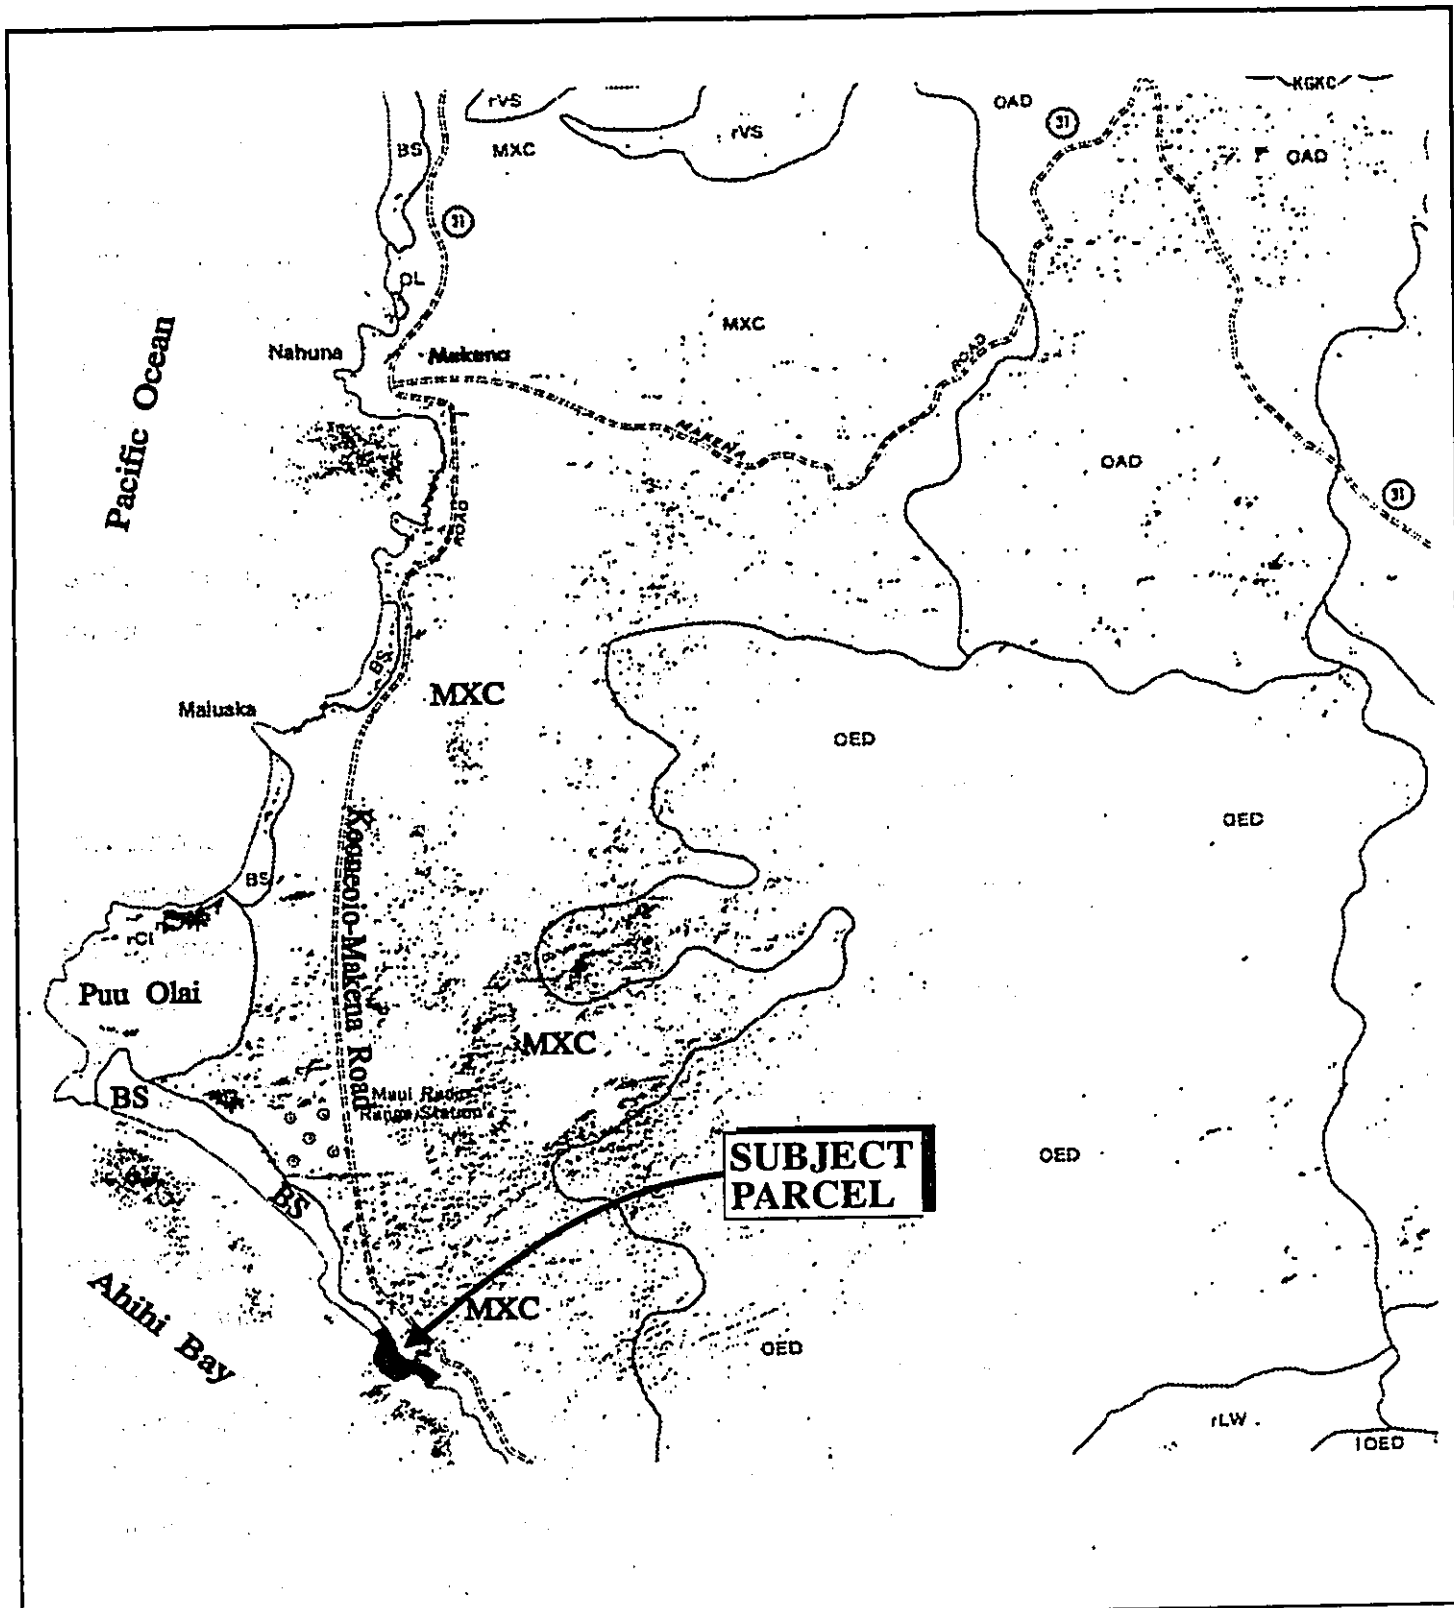 KGKC
rVS
OAD
31
rVS
BS
MXC
OAD
31
OL
MXC
Nahuna
Makena
ROAD
Pacific Ocean
MAKENA
OAD
31
ROAD
BS
MXC
Maluaka
OED
OED
BS
rCl
Puu Olai
Keoneoio-Makena Road
MXC
BS
Maui Radar
Range Station
SUBJECT
PARCEL
OED
BS
Ahihi Bay
MXC
OED
rLW
OED